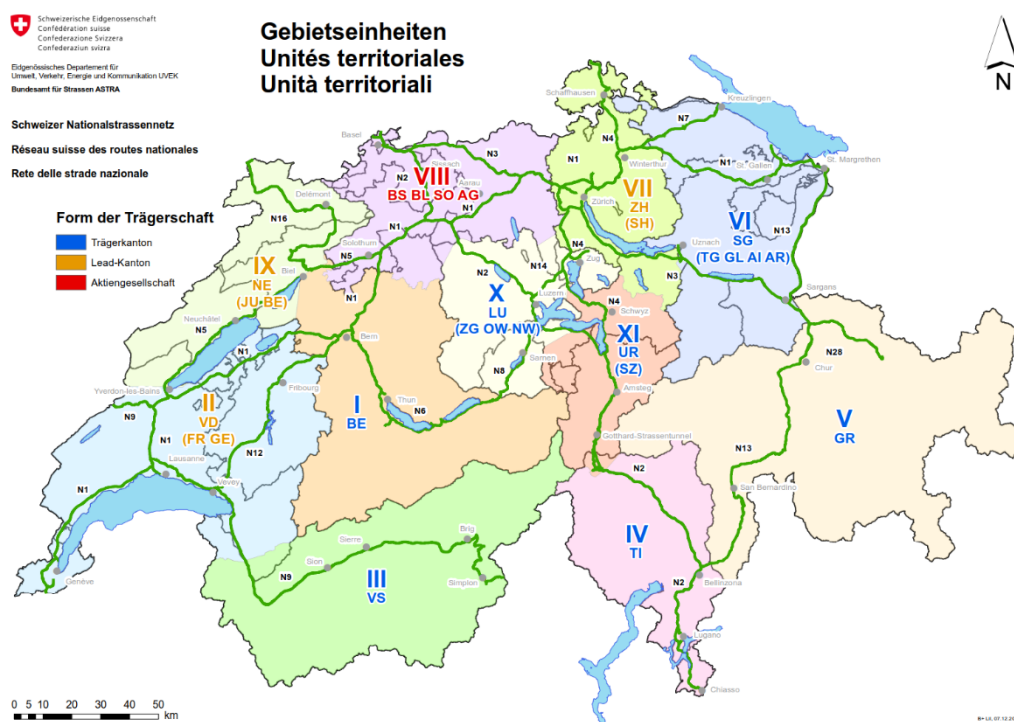 Schweizerische Eidgenossenschaft
Confédération suisse
Confederazione Svizzera
Confederaziun svizra
Eidgenössisches Departement für
Umwelt, Verkehr, Energie und Kommunikation UVEK
Bundesamt für Strassen ASTRA
Gebietseinheiten
Unités territoriales
Unità territoriali
N
Schweizer Nationalstrassennetz
Réseau suisse des routes nationales
Rete delle strade nazionale
Form der Trägerschaft
Trägerkanton
Lead-Kanton
Aktiengesellschaft
Schaffhausen
Kreuzlingen
N7
N4
Basel
N3
N1
Winterthur
N1
St. Gallen
St. Margrethen
Sissach
N2
VIII
BS BL SO AG
Aarau
N1
VII
ZH
(SH)
Zürich
Delémont
N16
N1
VI
SG
(TG GL AI AR)
N13
Uznach
Solothurn
N5
N4
Zug
N3
IX
NE
(JU BE)
Biel
N2
N14
Luzern
Sargans
N1
X
LU
(ZG OW NW)
N4
Schwyz
Neuchâtel
N5
N1
Bern
XI
UR
(SZ)
N28
Chur
Sarnen
N8
Yverdon-les-Bains
Fribourg
Amsteg
Thun
N6
I
BE
II
VD
(FR GE)
N9
N1
N12
V
GR
Gotthard-Strassentunnel
N13
Lausanne
N2
N1
Vevey
San Bernardino
IV
TI
Brig
Sierre
Sion
N9
III
VS
Simplon
Genève
N2
Bellinzona
Lugano
Chiasso
0 5 10 20 30 40 50
km